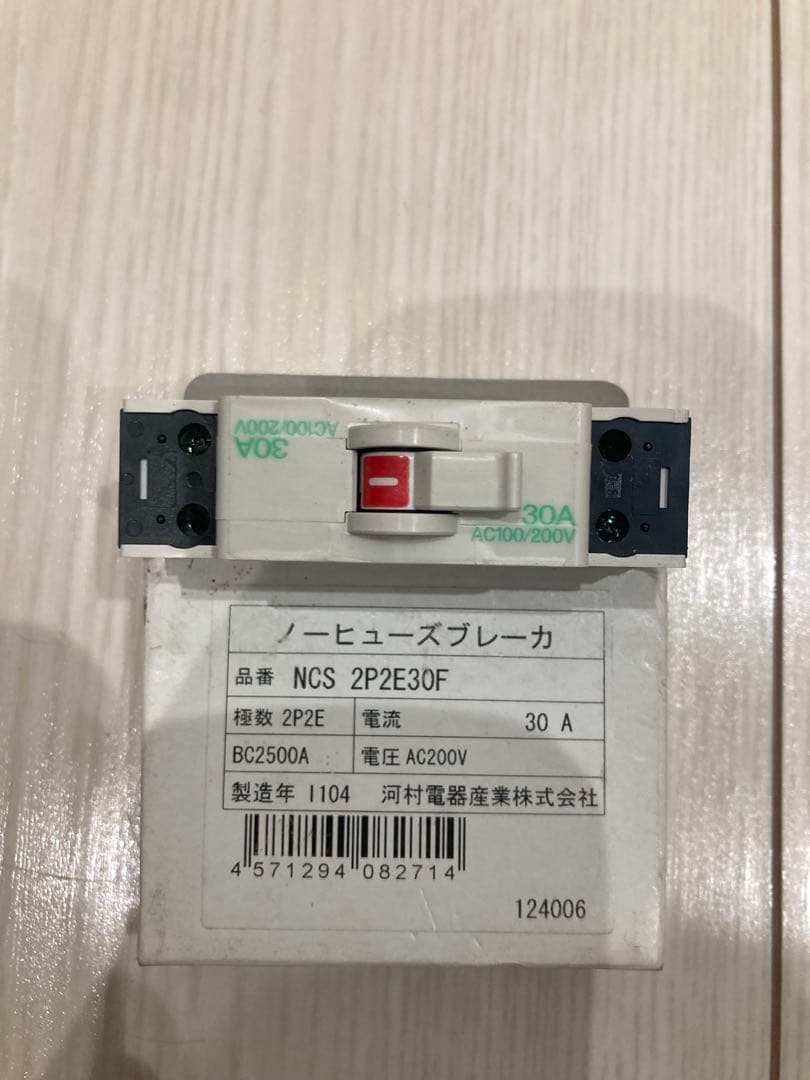 30A
AC100/200V
30A
AC100/200V
ノーヒューズブレーカ
品番 NCS 2P2E30F
極数 2P2E 電流 30 A
BC2500A 電圧 AC200V
製造年 I104 河村電器産業株式会社
4 571294 082714
124006